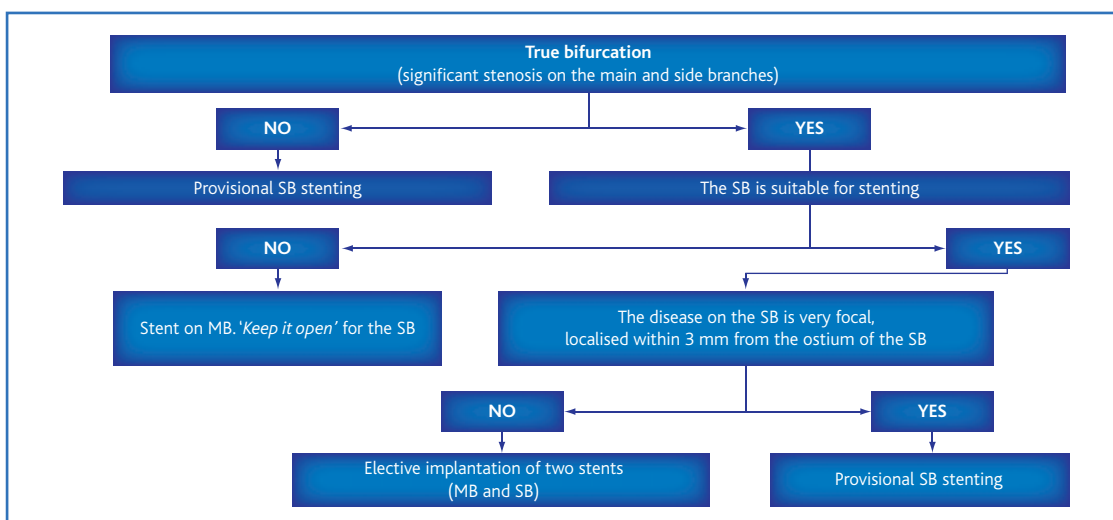 True bifurcation
(significant stenosis on the main and side branches)
NO
YES
Provisional SB stenting
The SB is suitable for stenting
NO
YES
Stent on MB. ‘Keep it open’ for the SB
The disease on the SB is very focal,
localised within 3 mm from the ostium of the SB
NO
YES
Elective implantation of two stents
(MB and SB)
Provisional SB stenting